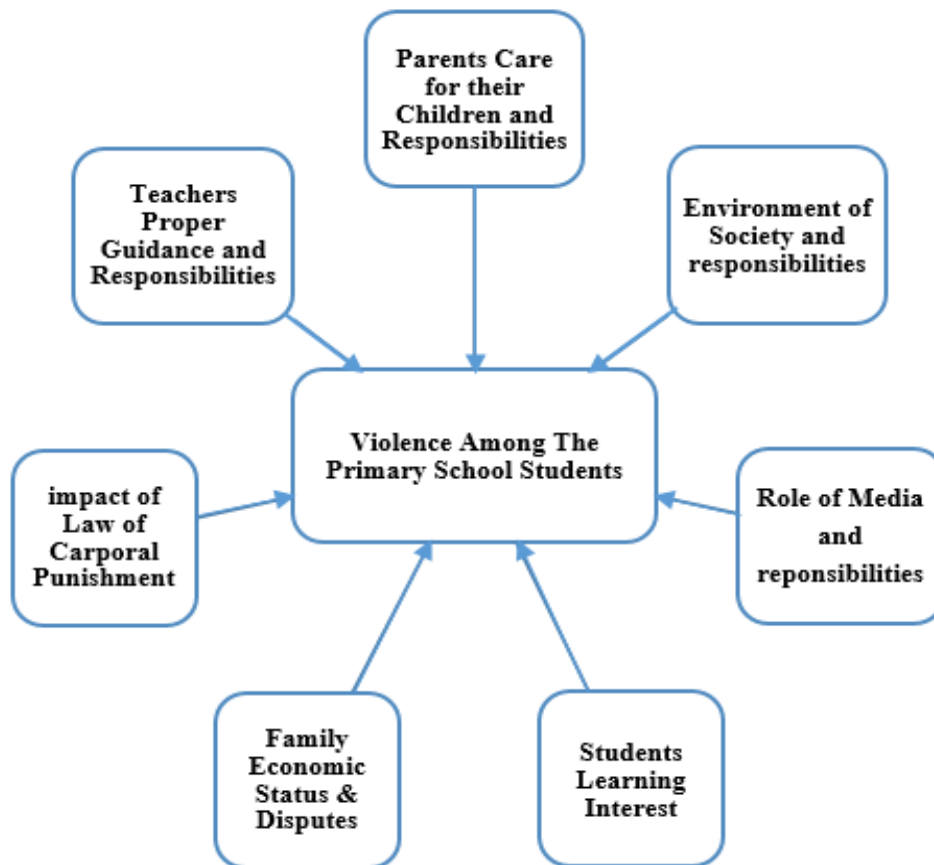 Parents Care
for their
Children and
Responsibilities
Teachers
Proper
Guidance and
Responsibilities
Environment of
Society and
responsibilities
Violence Among The
Primary School Students
impact of
Law of
Carporal
Punishment
Role of Media
and
reponsibilities
Family
Economic
Status &
Disputes
Students
Learning
Interest